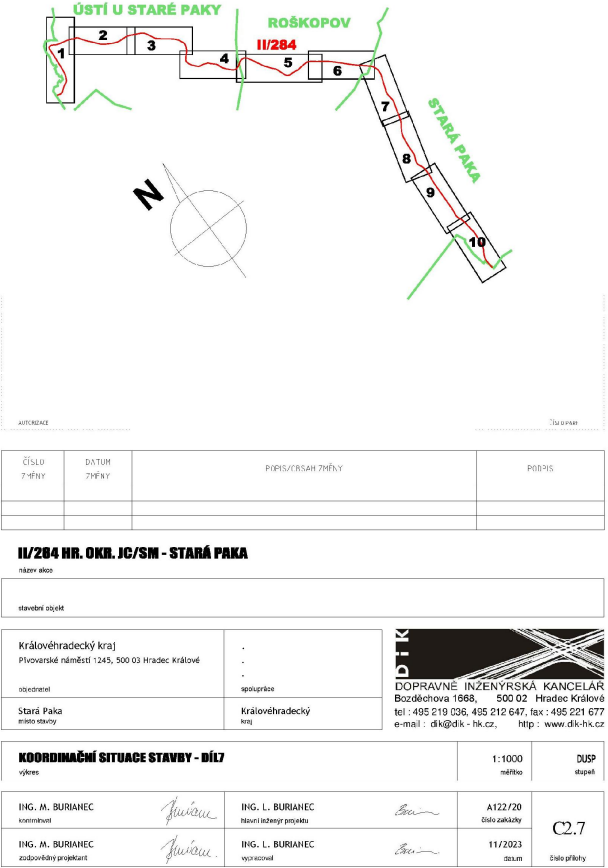 ÚSTÍ U STARÉ PAKY
ROŠKOPOV
II/284
1
2
3
4
5
6
7
8
9
10
STARÁ PAKA
N
AUTORIZACE
ČÍSLO PARÉ
ČÍSLO ZMĚNY
DATUM ZMĚNY
POPIS/OBSAH ZMĚNY
PODPIS
II/284 HR. OKR. JC/SM - STARÁ PAKA
název akce
stavební objekt
Královéhradecký kraj
Pivovarské náměstí 1245, 500 03 Hradec Králové
objednatel
.
.
.
spolupráce
Stará Paka
místo stavby
Královéhradecký
kraj
DIK
DOPRAVNĚ INŽENÝRSKÁ KANCELÁŘ
Bozděchova 1668, 500 02 Hradec Králové
tel : 495 219 036, 495 212 647, fax : 495 221 677
e-mail : dik@dik - hk.cz, http : www.dik-hk.cz
KOORDINAČNÍ SITUACE STAVBY - DÍL7
výkres
1:1000
měřítko
DUSP
stupeň
ING. M. BURIANEC
kontroloval
ING. L. BURIANEC
hlavní inženýr projektu
A122/20
číslo zakázky
ING. M. BURIANEC
zodpovědný projektant
ING. L. BURIANEC
vypracoval
11/2023
datum
C2.7
číslo přílohy